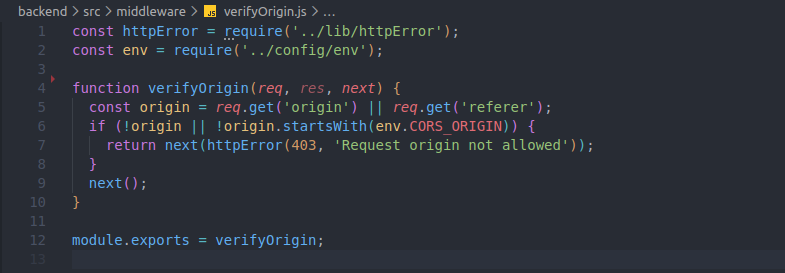 backend > src > middleware > JS verifyOrigin.js > ...
1 const httpError = require('../lib/httpError');
2 const env = require('../config/env');
3
4 function verifyOrigin(req, res, next) {
5   const origin = req.get('origin') || req.get('referer');
6   if (!origin || !origin.startsWith(env.CORS_ORIGIN)) {
7     return next(httpError(403, 'Request origin not allowed'));
8   }
9   next();
10 }
11
12 module.exports = verifyOrigin;
13